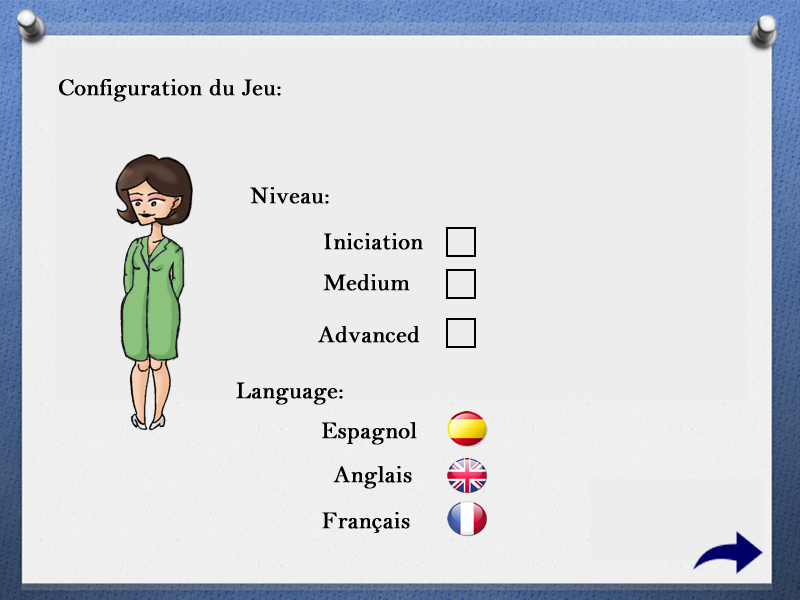 Configuration du Jeu:
Niveau:
Iniciation
Medium
Advanced
Language:
Espagnol
Anglais
Français